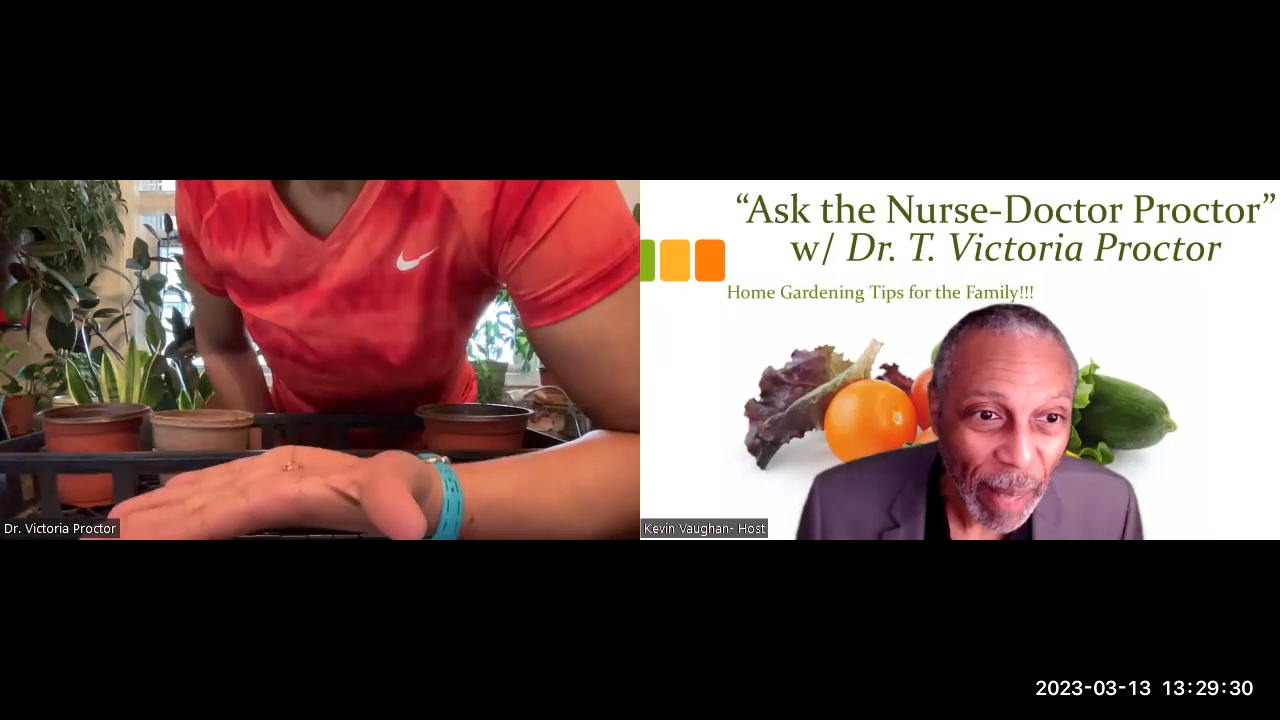 “Ask the Nurse-Doctor Proctor”
w/ Dr. T. Victoria Proctor
Home Gardening Tips for the Family!!!
Dr. Victoria Proctor
Kevin Vaughan- Host
2023-03-13 13:29:30